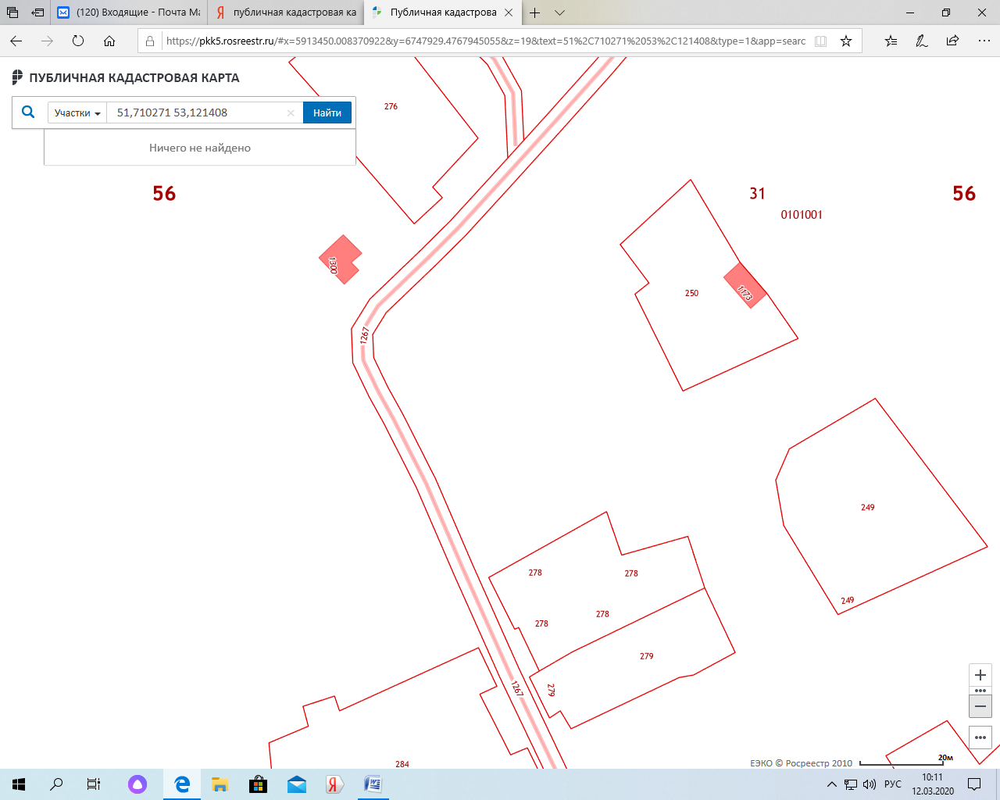 (120) Входящие - Почта Ма
публичная кадастровая ка
Публичная кадастрова
https://pkk5.rosreestr.ru/#x=5913450.008370922&y=6747929.4767945055&z=19&text=51%2C710271%2053%2C121408&type=1&app=searc
ПУБЛИЧНАЯ КАДАСТРОВАЯ КАРТА
Участки
51,710271 53,121408
Найти
Ничего не найдено
276
56
31
56
0101001
1300
250
1173
1267
249
249
278
278
278
278
279
279
1267
284
ЕЭКО © Росреестр 2010
20м
РУС
10:11
12.03.2020